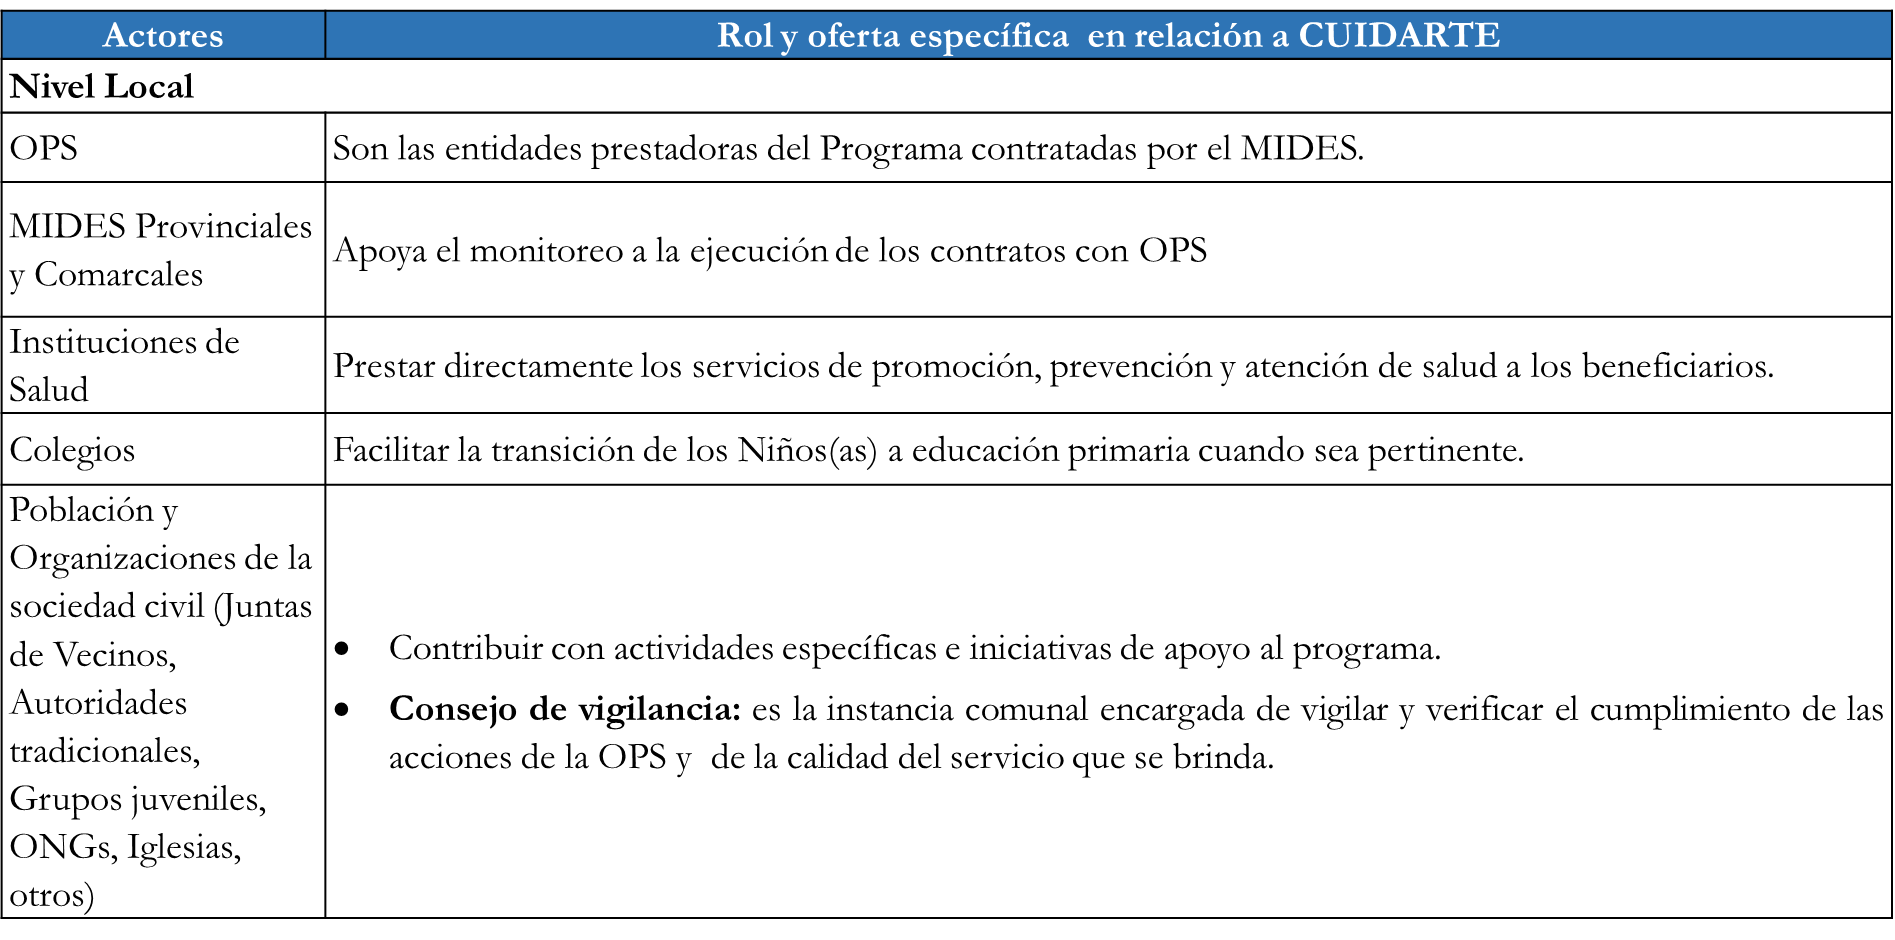 Actores
Rol y oferta específica en relación a CUIDARTE
Nivel Local
OPS
Son las entidades prestadoras del Programa contratadas por el MIDES.
MIDES Provinciales
y Comarcales
Apoya el monitoreo a la ejecución de los contratos con OPS
Instituciones de
Salud
Prestar directamente los servicios de promoción, prevención y atención de salud a los beneficiarios.
Colegios
Facilitar la transición de los Niños(as) a educación primaria cuando sea pertinente.
Población y
Organizaciones de la
sociedad civil (Juntas
de Vecinos,
Autoridades
tradicionales,
Grupos juveniles,
ONGs, Iglesias,
otros)
• Contribuir con actividades específicas e iniciativas de apoyo al programa.
• Consejo de vigilancia: es la instancia comunal encargada de vigilar y verificar el cumplimiento de las
acciones de la OPS y de la calidad del servicio que se brinda.